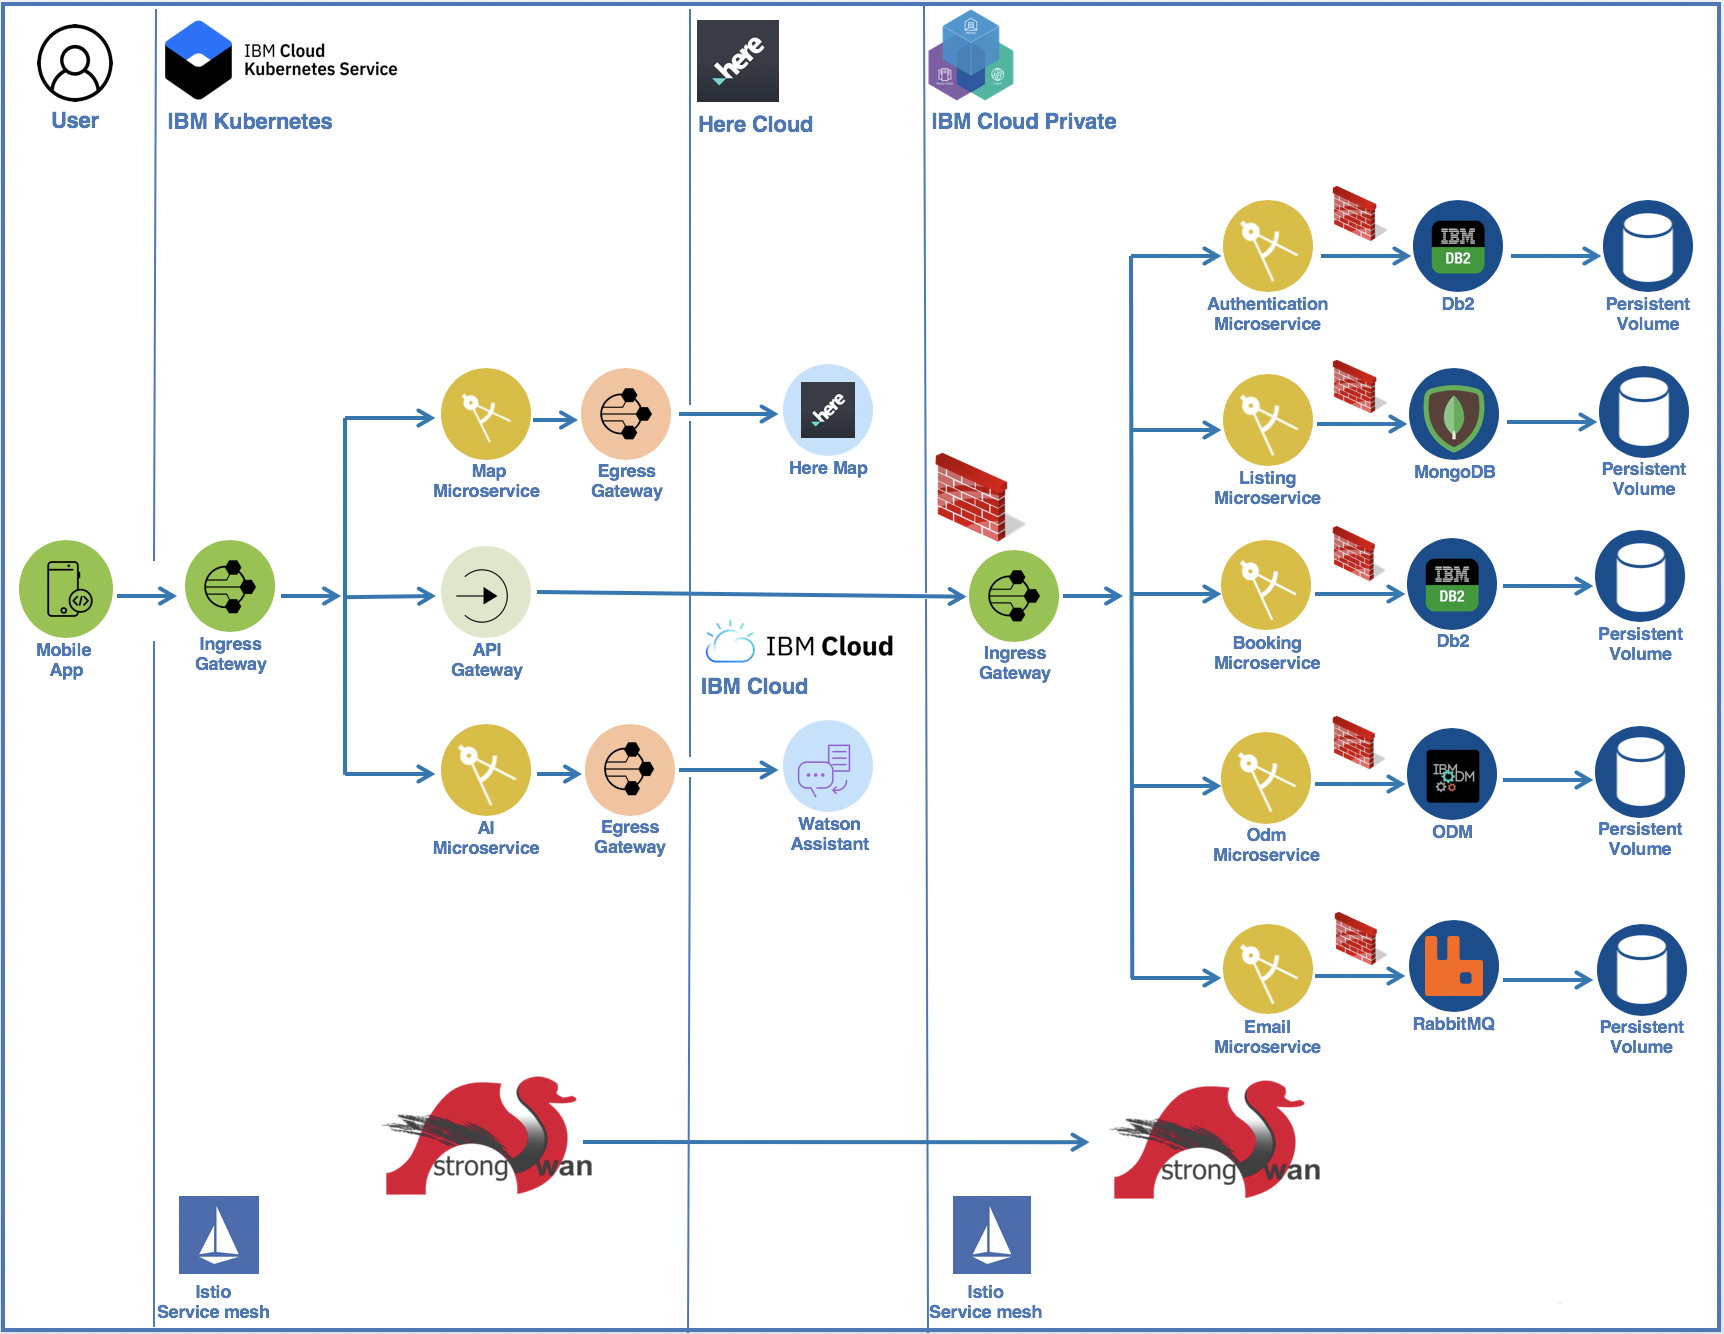 IBM Cloud
Kubernetes Service
here
User
IBM Kubernetes
Here Cloud
IBM Cloud Private
IBM
DB2
Authentication
Microservice
Db2
Persistent
Volume
here
Map
Microservice
Egress
Gateway
Here Map
Listing
Microservice
MongoDB
Persistent
Volume
IBM
DB2
Mobile
App
Ingress
Gateway
API
Gateway
IBM Cloud
IBM Cloud
Ingress
Gateway
Booking
Microservice
Db2
Persistent
Volume
IBM
ODM
AI
Microservice
Egress
Gateway
Watson
Assistant
Odm
Microservice
ODM
Persistent
Volume
Email
Microservice
RabbitMQ
Persistent
Volume
strongSwan
strongSwan
Istio
Service mesh
Istio
Service mesh